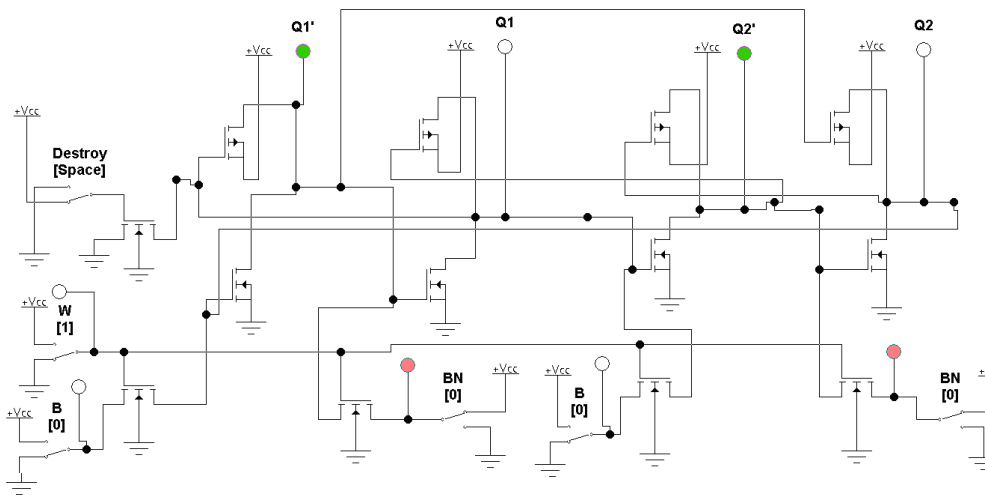 Q1'
Q1
Q2'
Q2
+Vcc
+Vcc
+Vcc
+Vcc
+Vcc
Destroy
[Space]
+Vcc
W
[1]
+Vcc
B
[0]
BN
[0]
+Vcc
+Vcc
B
[0]
BN
[0]